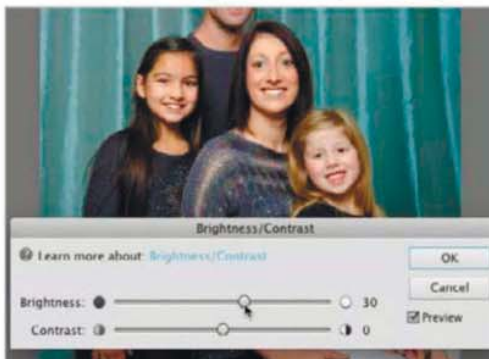 Brightness/Contrast
Learn more about: Brightness/Contrast
OK
Cancel
Brightness: 30
Preview
Contrast: 0